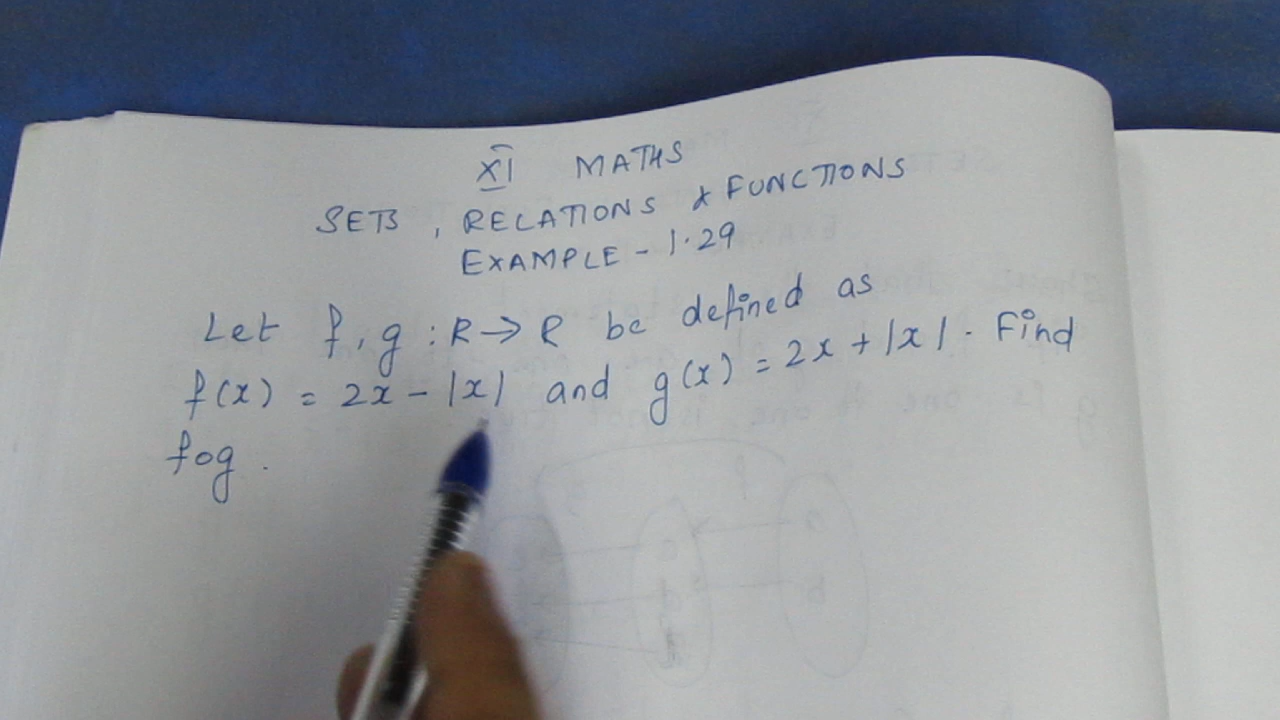 XI MATHS
SETS, RELATIONS & FUNCTIONS
EXAMPLE - 1.29
Let f, g : R → R be defined as
f(x) = 2x - |x| and g(x) = 2x + |x|. Find
fog.